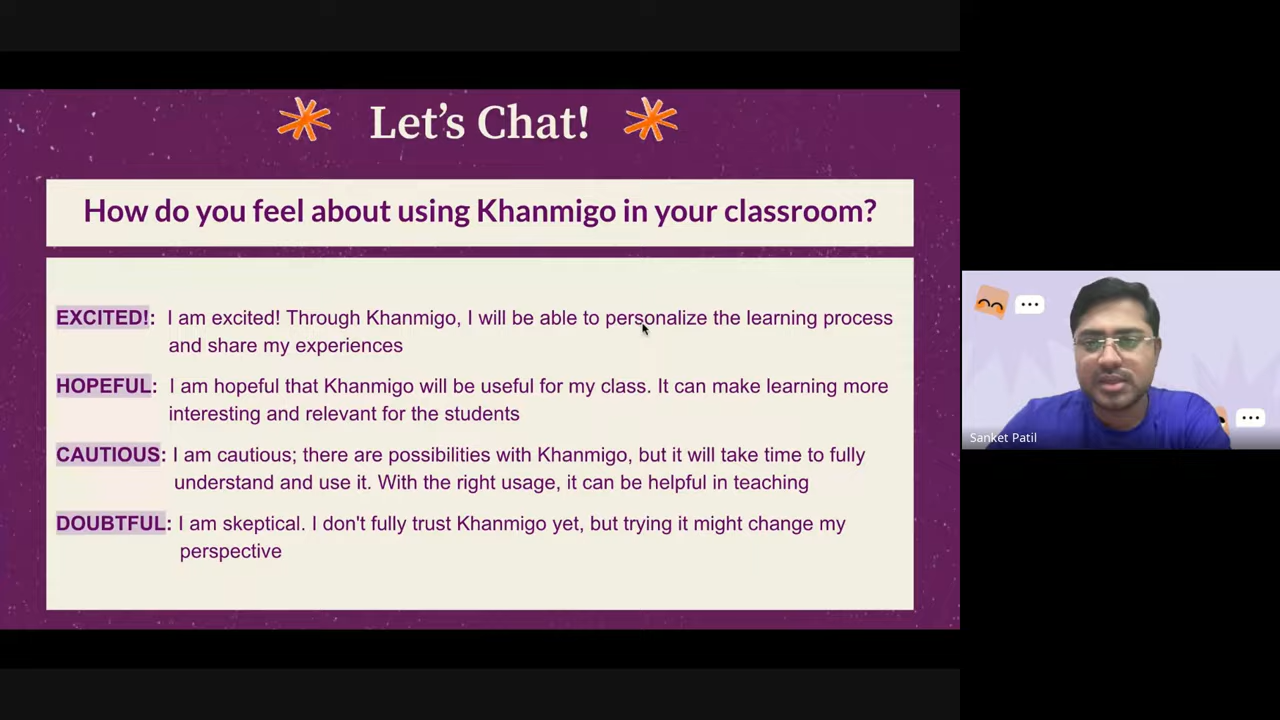 Let's Chat!
How do you feel about using Khanmigo in your classroom?
EXCITED!: I am excited! Through Khanmigo, I will be able to personalize the learning process
and share my experiences
HOPEFUL: I am hopeful that Khanmigo will be useful for my class. It can make learning more
interesting and relevant for the students
CAUTIOUS: I am cautious; there are possibilities with Khanmigo, but it will take time to fully
understand and use it. With the right usage, it can be helpful in teaching
DOUBTFUL: I am skeptical. I don't fully trust Khanmigo yet, but trying it might change my
perspective
Sanket Patil